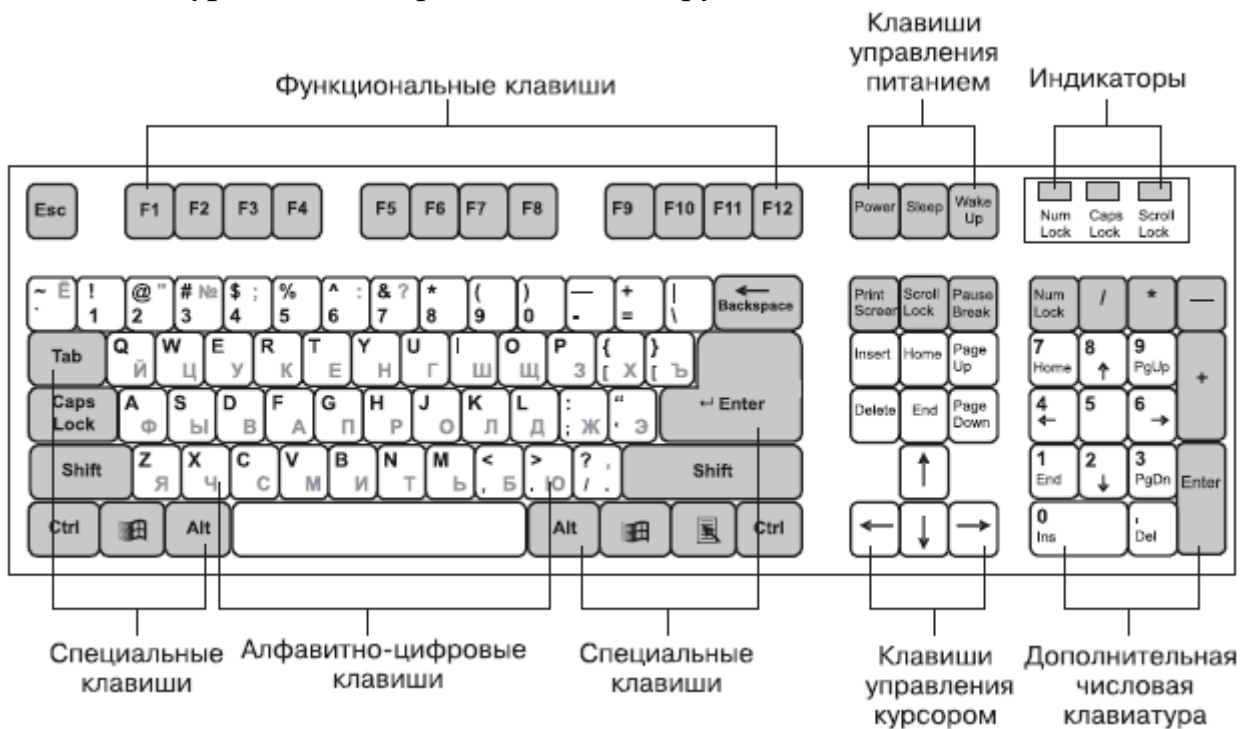 Клавиши
управления
питанием
Функциональные клавиши
Индикаторы
Esc F1 F2 F3 F4 F5 F6 F7 F8 F9 F10 F11 F12
Power Sleep Wake
Up
Num Caps Scroll
Lock Lock Lock
~ Ё ! @ " # № $ ; % ^ : & ? * ( ) — + |
` 1 2 3 4 5 6 7 8 9 0 - = \
← Backspace
Print Scroll Pause
Screen Lock Break
Num
Lock / * —
Tab Q W E R T Y U I O P { }
Й Ц У К Е Н Г Ш Щ З [ Х [ Ъ
Insert Home Page
Up
7 8 9
Home ↑ PgUp +
Caps
Lock
A S D F G H J K L : “
Ф Ы В А П Р О Л Д ; Ж ' Э
↵ Enter
Delete End Page
Down
4 5 6
← →
Shift Z X C V B N M < > ? ,
Я Ч С М И Т Ь , Б . Ю / .
Shift
↑
1 2 3
End ↓ PgDn Enter
Ctrl Alt Alt Ctrl
← ↓ →
0 ,
Ins Del
Специальные
клавиши
Алфавитно-цифровые
клавиши
Специальные
клавиши
Клавиши
управления
курсором
Дополнительная
числовая
клавиатура